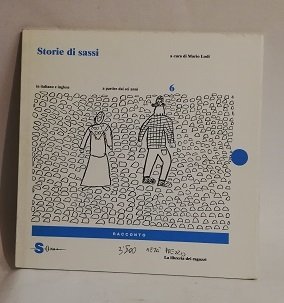 Storie di sassi
a cura di Mario Lodi
in italiano e inglese
a partire dai sei anni
6
RACCONTO
La libreria dei ragazzi